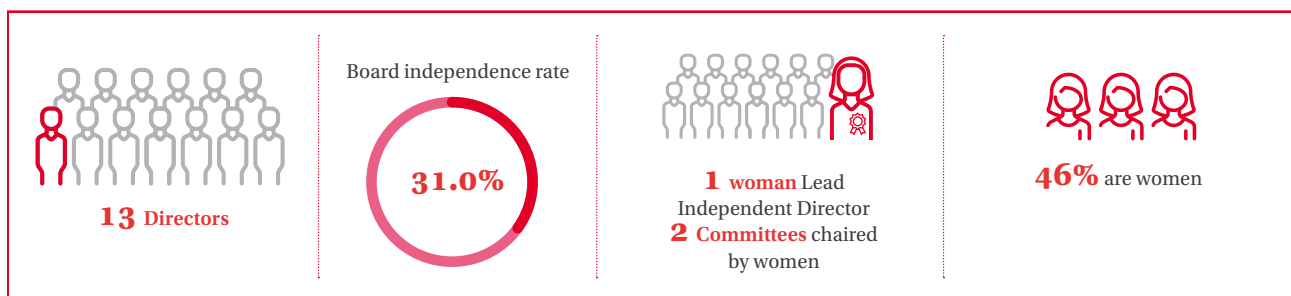 13 Directors
Board independence rate
31.0%
1 woman Lead
Independent Director
2 Committees chaired
by women
46% are women